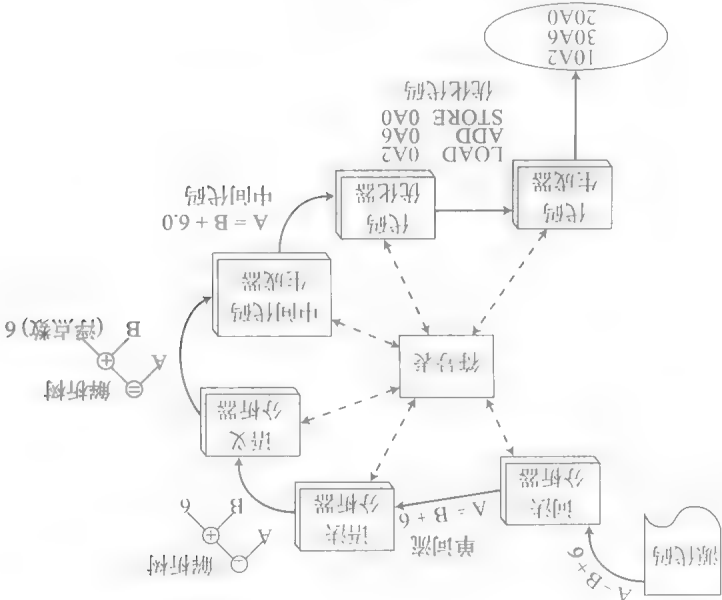 源代码
A-B+6
词法
分析器
单词流
A = B + 6
语法
分析器
解析树
A
B
6
语义
分析器
解析树
=
A
+
B
(浮点数) 6
符号表
中间代码
生成器
A = B + 6.0
中间代码
代码
优化器
LOAD 0A2
ADD 0A6
STORE 0A0
优化代码
代码
生成器
10A2
30A6
20A0